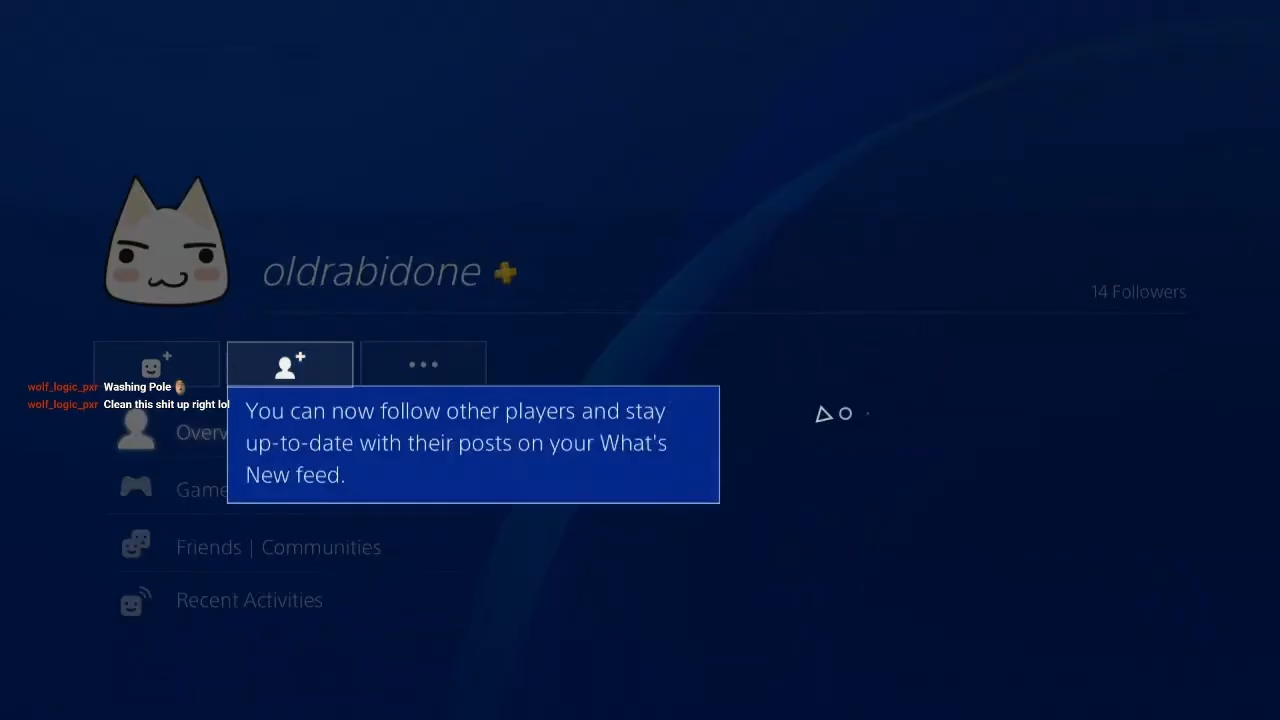 oldrabidone
14 Followers
wolf_logic_pxr Washing Pole
wolf_logic_pxr Clean this shit up right lol
You can now follow other players and stay
up-to-date with their posts on your What's
New feed.
Overv
Game
Friends | Communities
Recent Activities